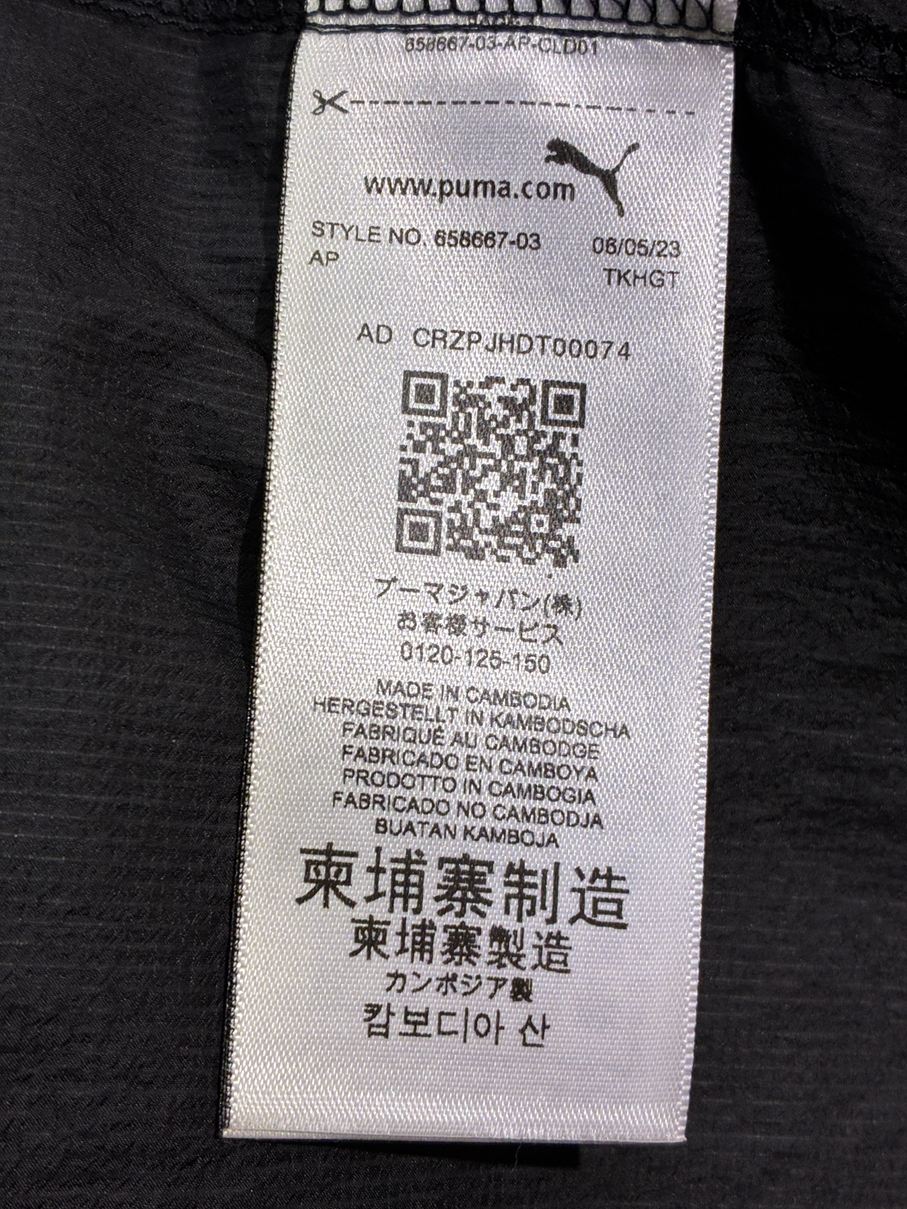 658667-03-AP-CLD01
www.puma.com
STYLE NO. 658667-03 06/05/23
AP TKHGT
AD CRZPJHDT00074
プーマジャパン(株)
お客様サービス
0120-125-150
MADE IN CAMBODIA
HERGESTELLT IN KAMBODSCHA
FABRIQUÉ AU CAMBODGE
FABRICADO EN CAMBOYA
PRODOTTO IN CAMBOGIA
FABRICADO NO CAMBODJA
BUATAN KAMBOJA
柬埔寨制造
柬埔寨製造
カンボジア製
캄보디아 산